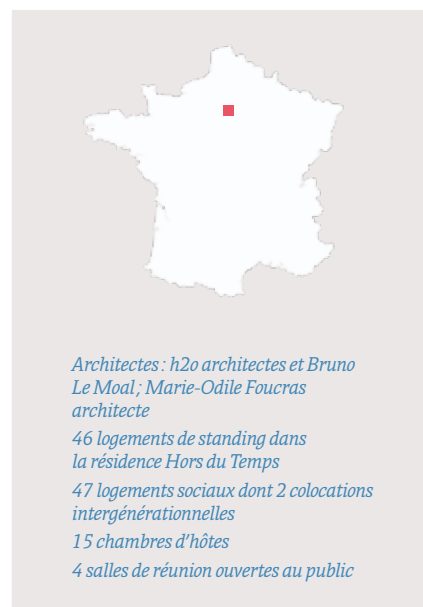 Architectes : h2o architectes et Bruno
Le Moal ; Marie-Odile Foucras
architecte
46 logements de standing dans
la résidence Hors du Temps
47 logements sociaux dont 2 colocations
intergénérationnelles
15 chambres d’hôtes
4 salles de réunion ouvertes au public